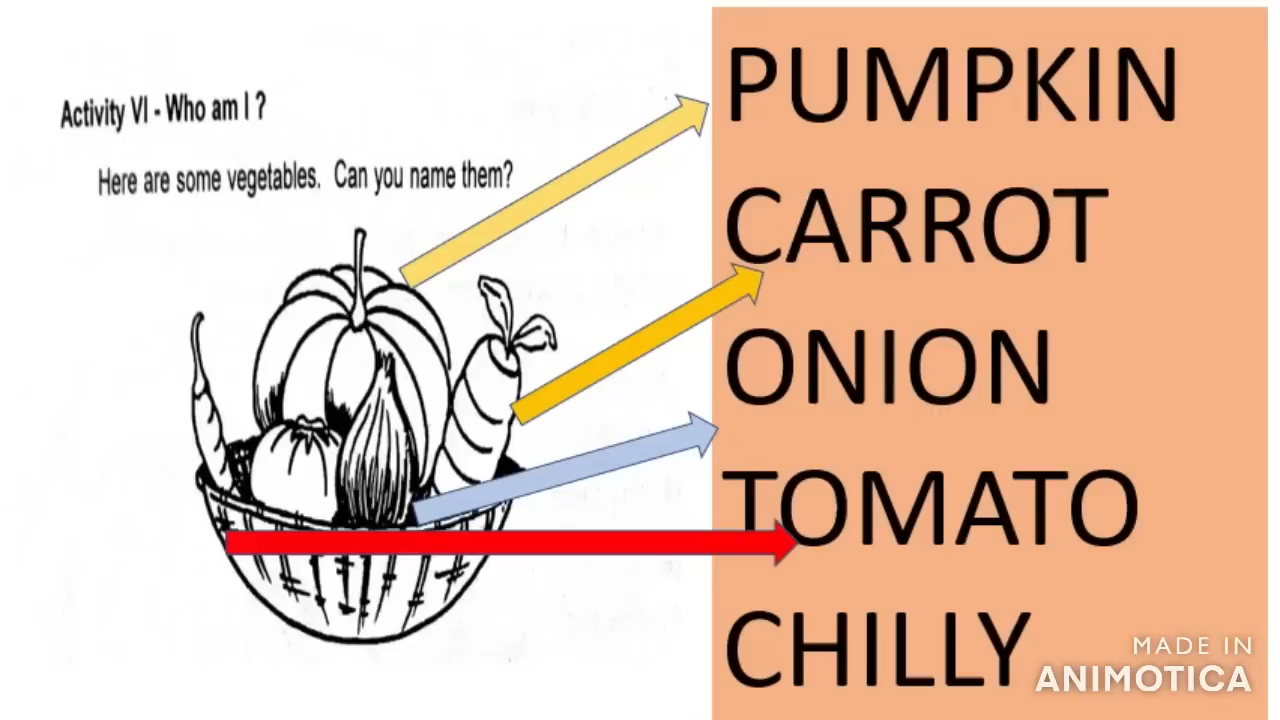 Activity VI - Who am I ?
Here are some vegetables. Can you name them?
PUMPKIN
CARROT
ONION
TOMATO
CHILLY
MADE IN
ANIMOTICA